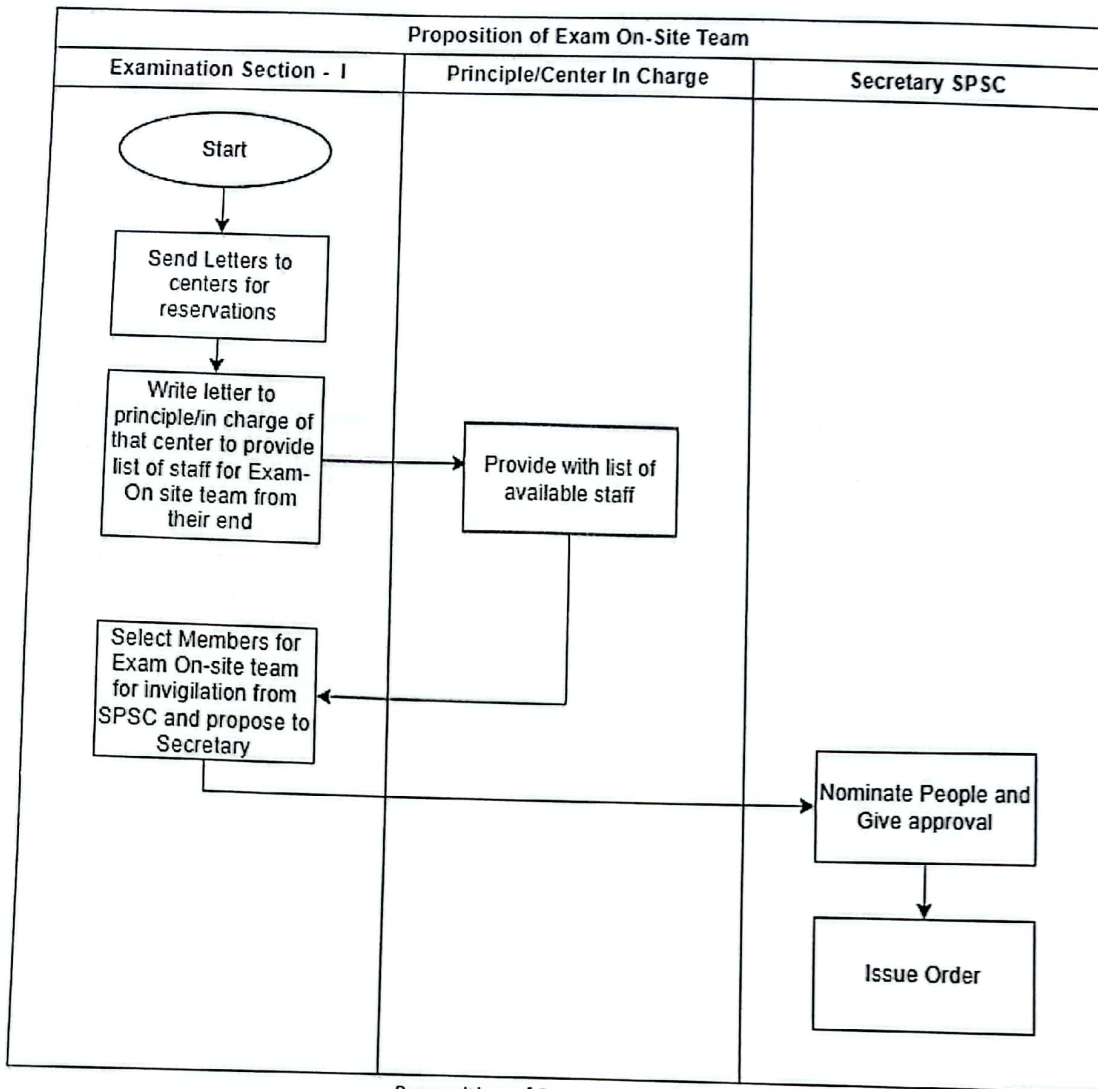 Proposition of Exam On-Site Team
Examination Section - I
Principle/Center In Charge
Secretary SPSC
Start
Send Letters to
centers for
reservations
Write letter to
principle/in charge of
that center to provide
list of staff for Exam-
On site team from
their end
Provide with list of
available staff
Select Members for
Exam On-site team
for invigilation from
SPSC and propose to
Secretary
Nominate People and
Give approval
Issue Order